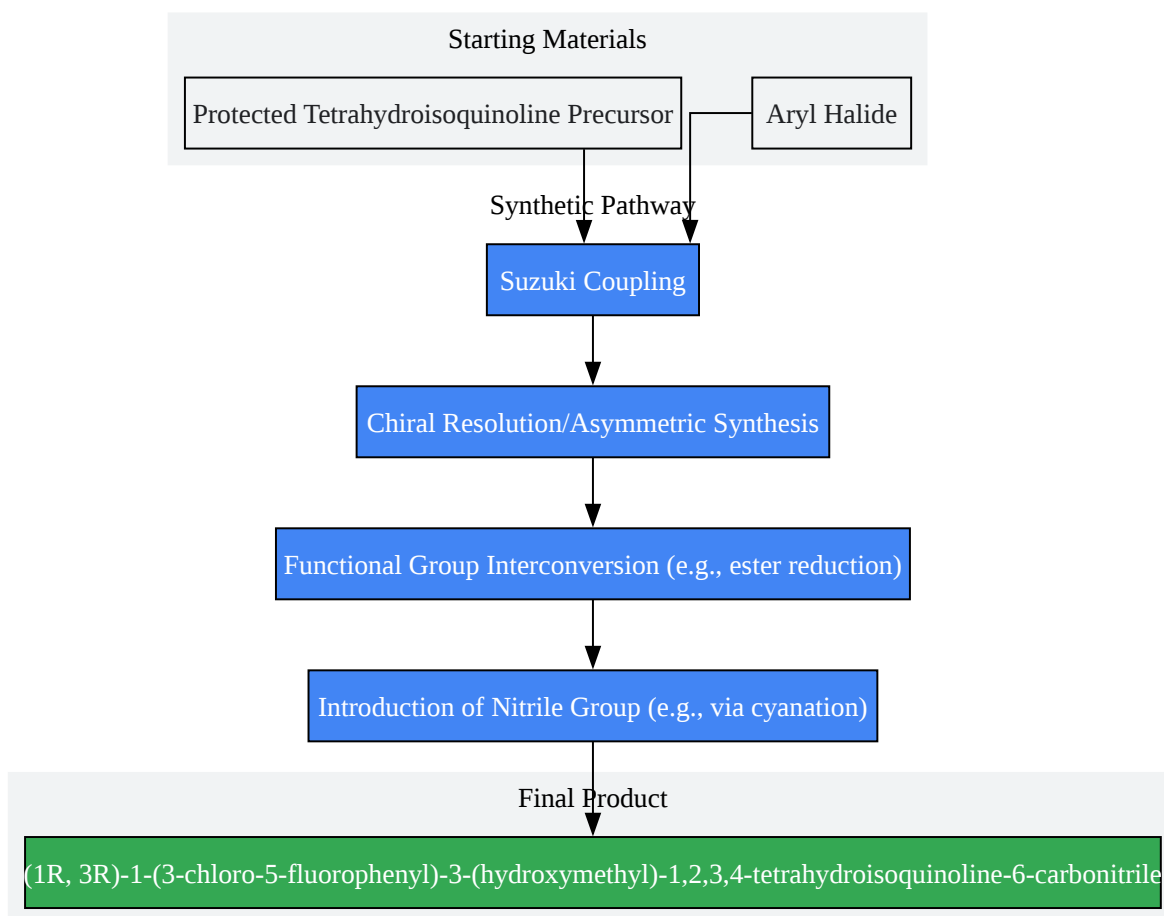 Starting Materials
Protected Tetrahydroisoquinoline Precursor
Aryl Halide
Synthetic Pathway
Suzuki Coupling
Chiral Resolution/Asymmetric Synthesis
Functional Group Interconversion (e.g., ester reduction)
Introduction of Nitrile Group (e.g., via cyanation)
Final Product
(1R, 3R)-1-(3-chloro-5-fluorophenyl)-3-(hydroxymethyl)-1,2,3,4-tetrahydroisoquinoline-6-carbonitrile